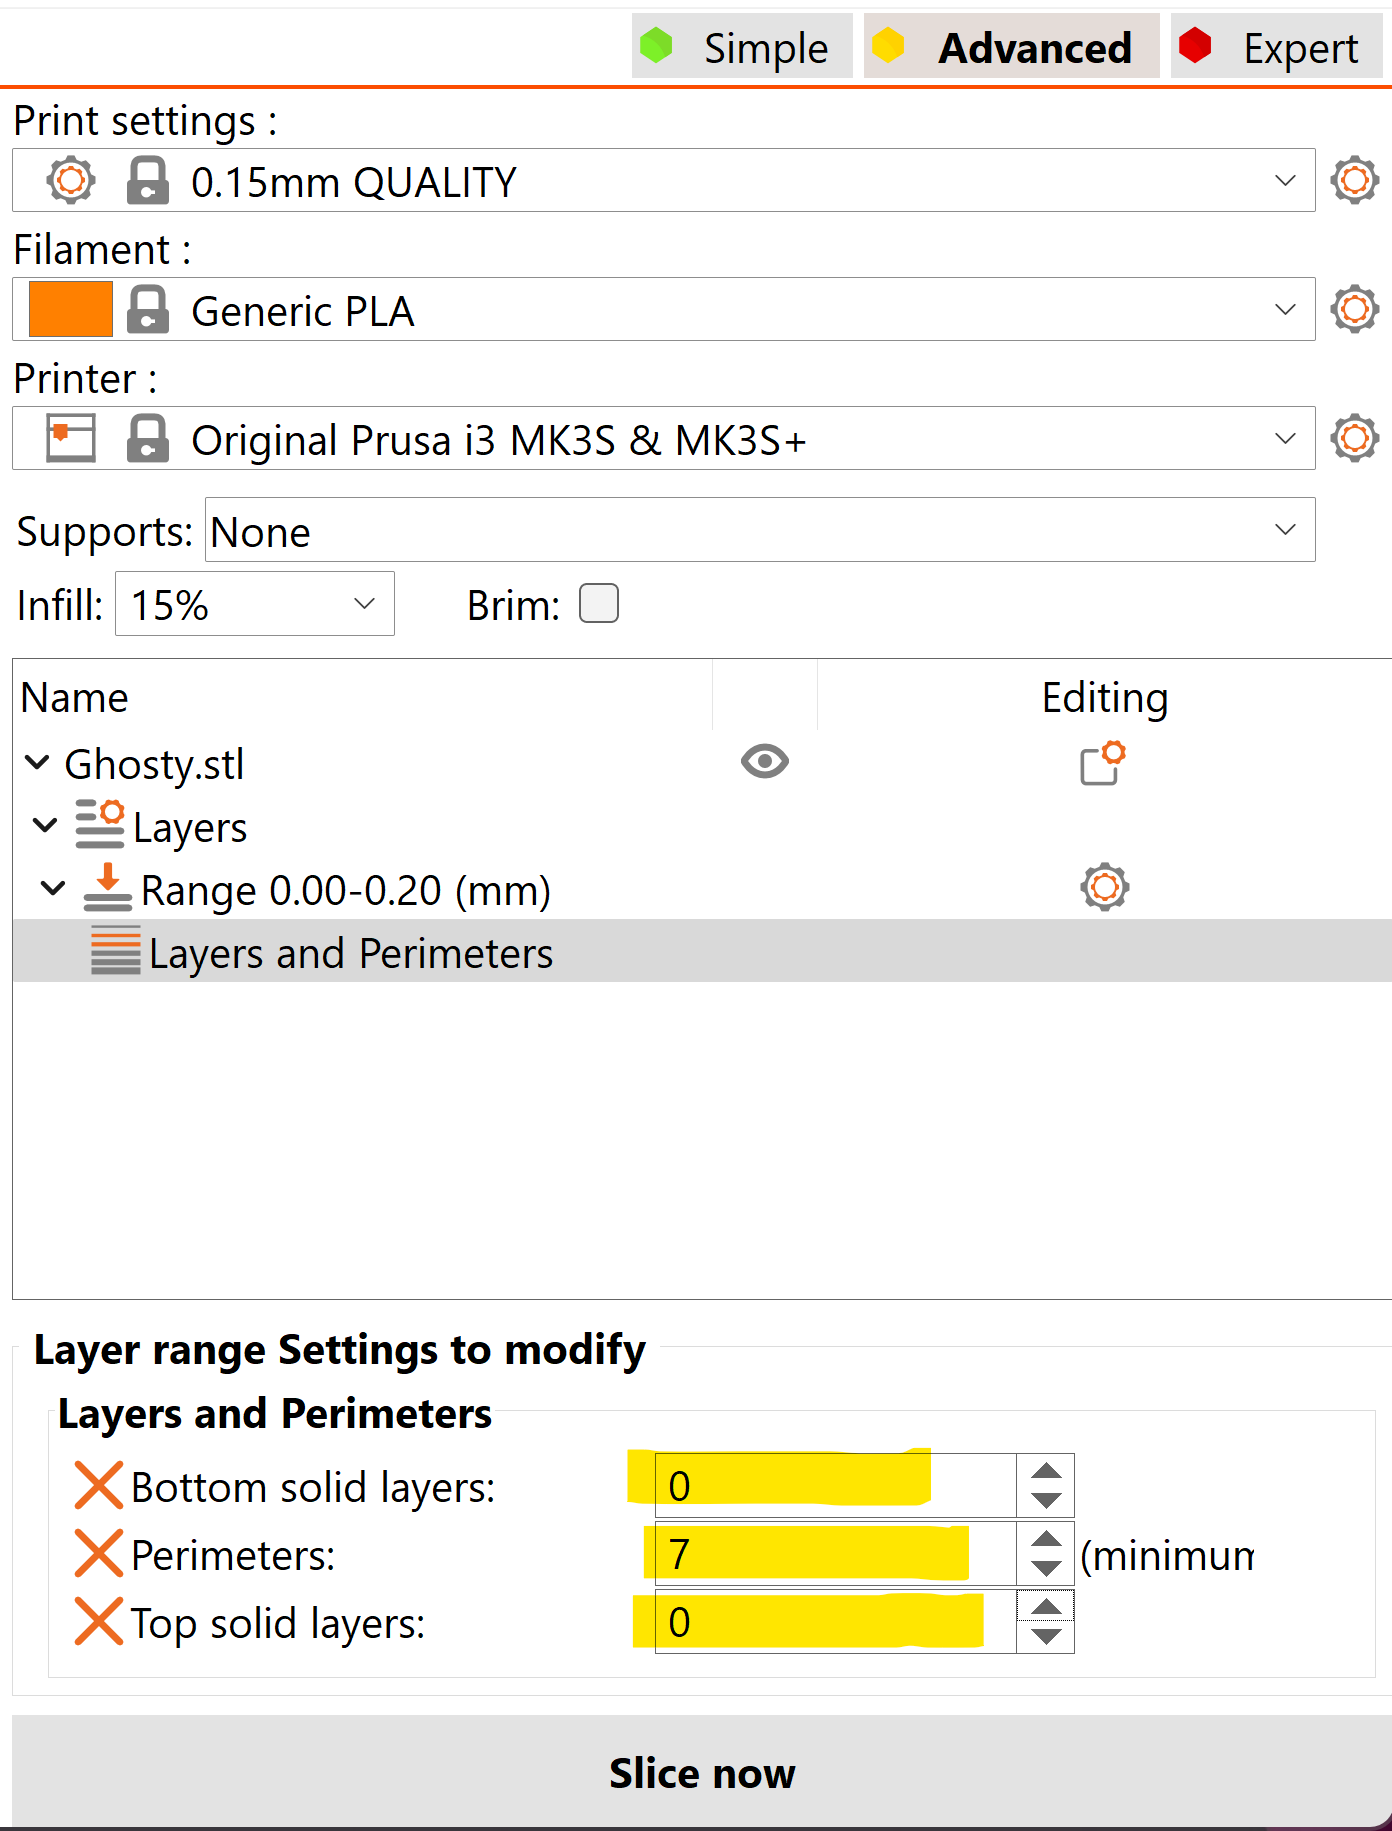 Simple Advanced Expert
Print settings :
0.15mm QUALITY
Filament :
Generic PLA
Printer :
Original Prusa i3 MK3S & MK3S+
Supports: None
Infill: 15% Brim:
Name Editing
Ghosty.stl
Layers
Range 0.00-0.20 (mm)
Layers and Perimeters
Layer range Settings to modify
Layers and Perimeters
Bottom solid layers: 0
Perimeters: 7 (minimum
Top solid layers: 0
Slice now